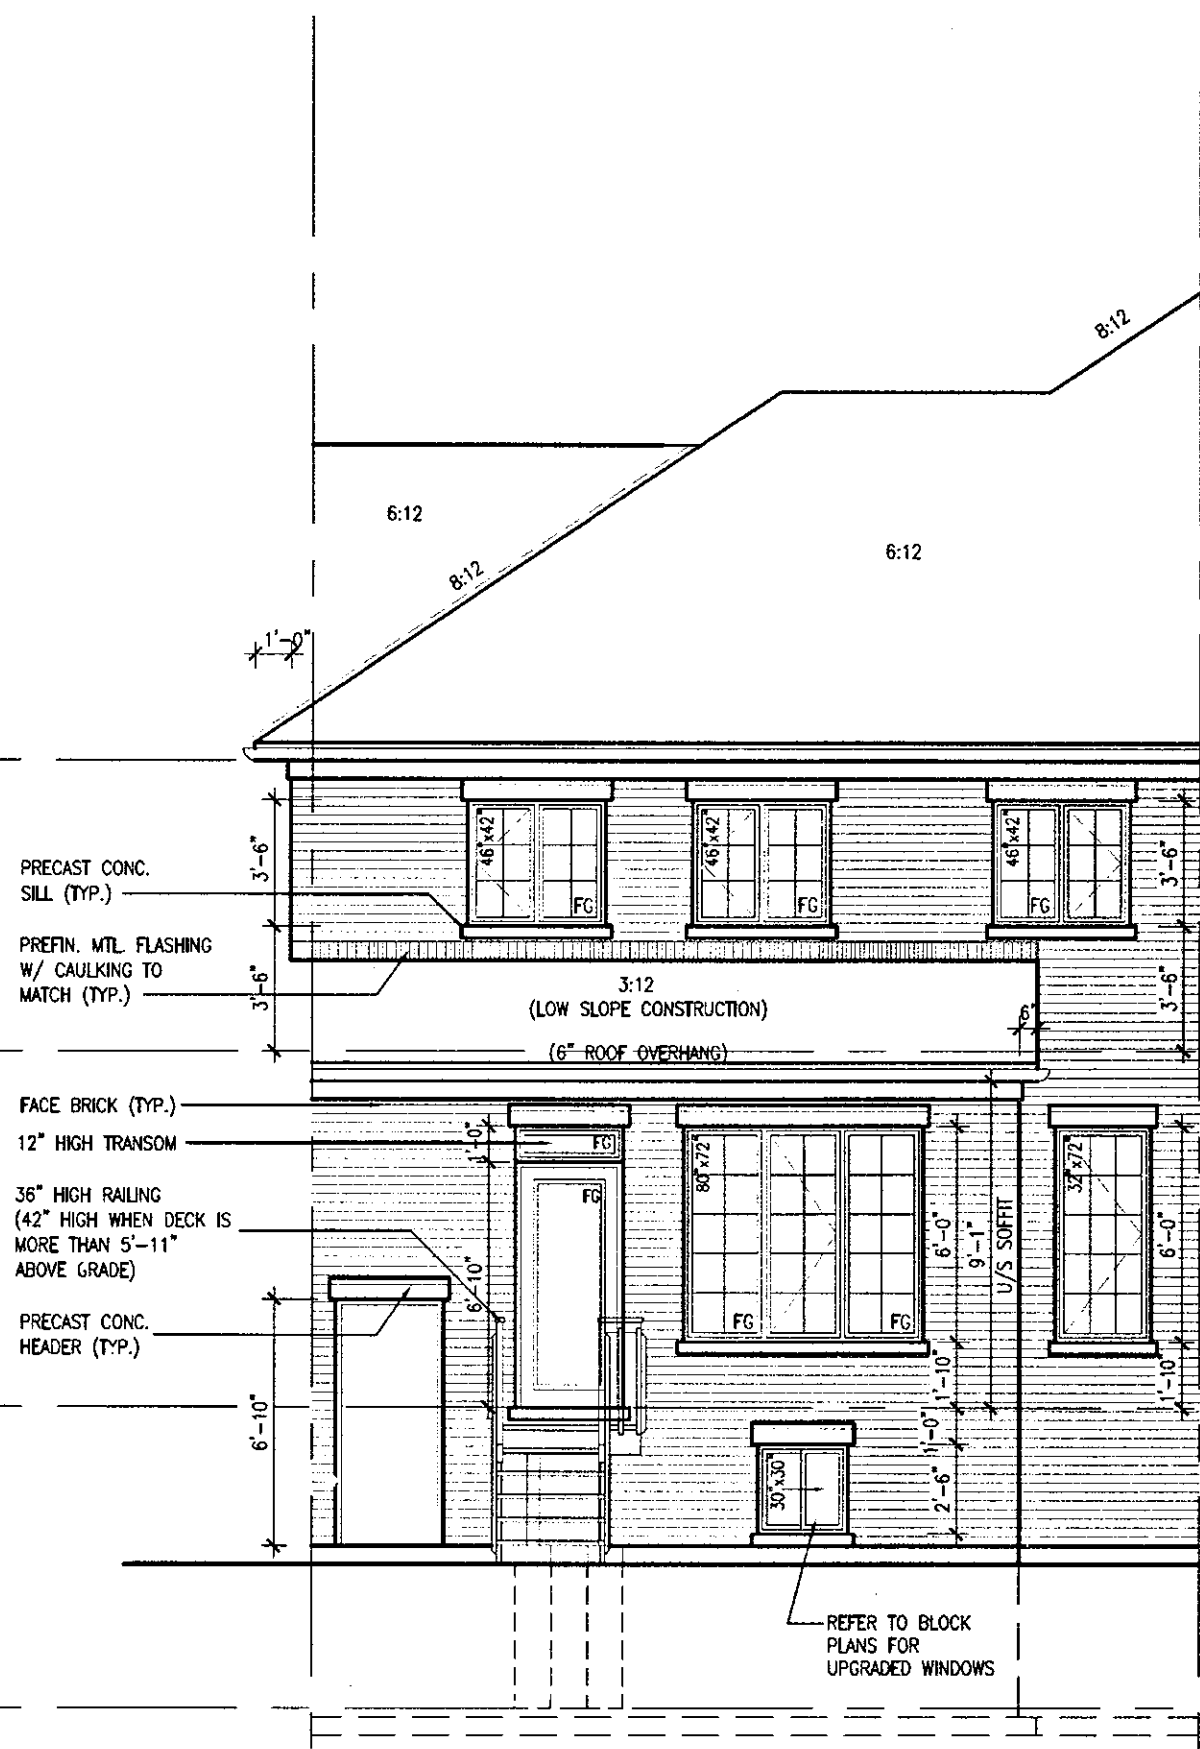 8:12
6:12
8:12
6:12
1'-0"
46"x42"
FG
46"x42"
FG
46"x42"
FG
3'-6"
3'-6"
PRECAST CONC.
SILL (TYP.)
PREFIN. MTL. FLASHING
W/ CAULKING TO
MATCH (TYP.)
3'-6"
3:12
(LOW SLOPE CONSTRUCTION)
6"
3'-6"
(6" ROOF OVERHANG)
FACE BRICK (TYP.)
12" HIGH TRANSOM
1'-0"
FG
36" HIGH RAILING
(42" HIGH WHEN DECK IS
MORE THAN 5'-11"
ABOVE GRADE)
FG
6'-10"
80"x72"
FG
FG
6'-0"
9'-1"
U/S SOFFIT
32"x72"
6'-0"
PRECAST CONC.
HEADER (TYP.)
6'-10"
1'-10"
1'-10"
1'-0"
30"x30"
2'-6"
REFER TO BLOCK
PLANS FOR
UPGRADED WINDOWS